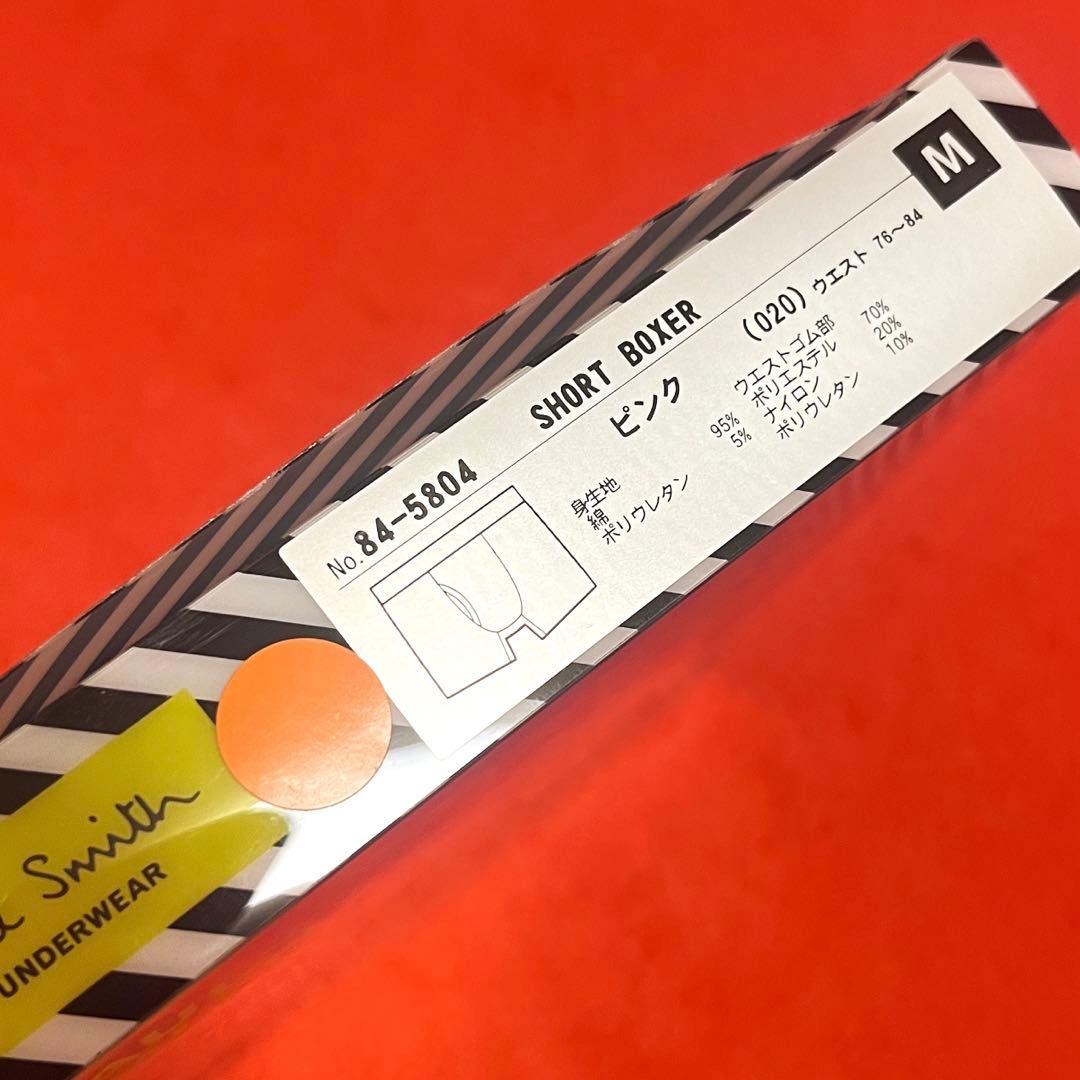 M
No. 84-5804 SHORT BOXER
ピンク (020) ウエスト 76〜84
身生地
綿 95%
ポリウレタン 5%
ウエストゴム部
ポリエステル 70%
ナイロン 20%
ポリウレタン 10%
Smith
UNDERWEAR